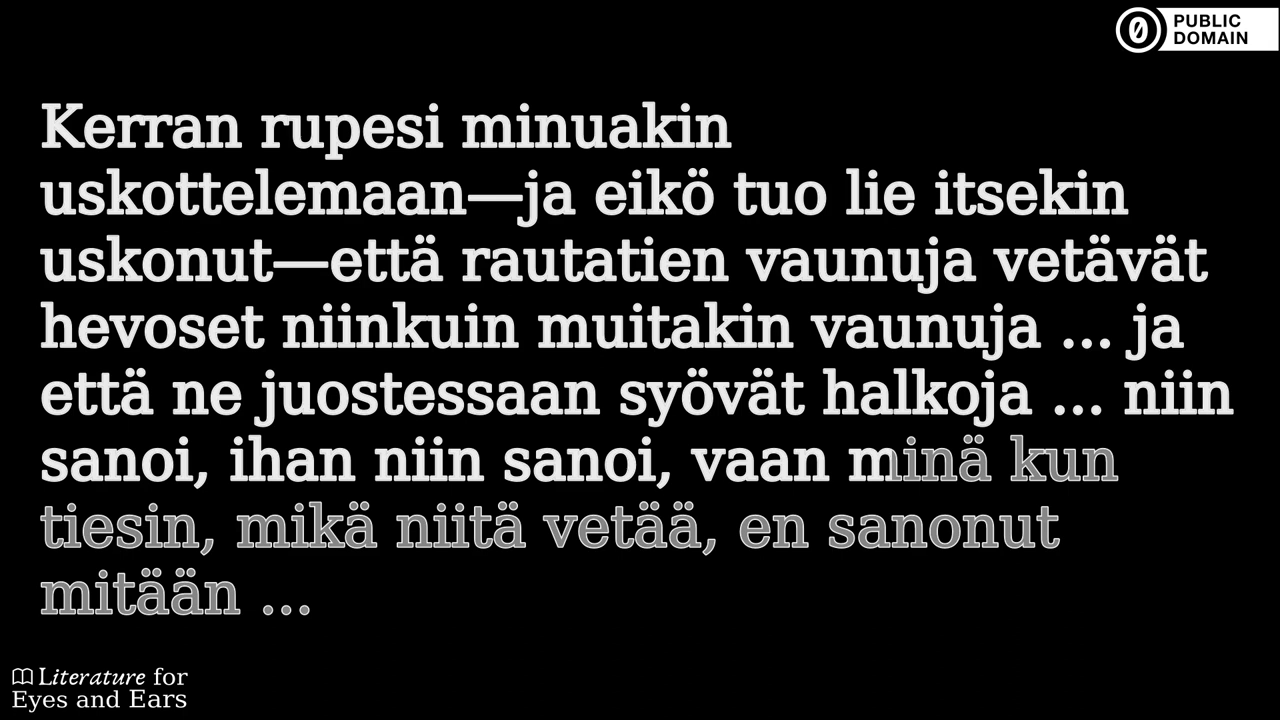 PUBLIC
DOMAIN
Kerran rupesi minuakin
uskottelemaan—ja eikö tuo lie itsekin
uskonut—että rautatien vaunuja vetävät
hevoset niinkuin muitakin vaunuja ... ja
että ne juostessaan syövät halkoja ... niin
sanoi, ihan niin sanoi, vaan minä kun
tiesin, mikä niitä vetää, en sanonut
mitään ...
Literature for
Eyes and Ears